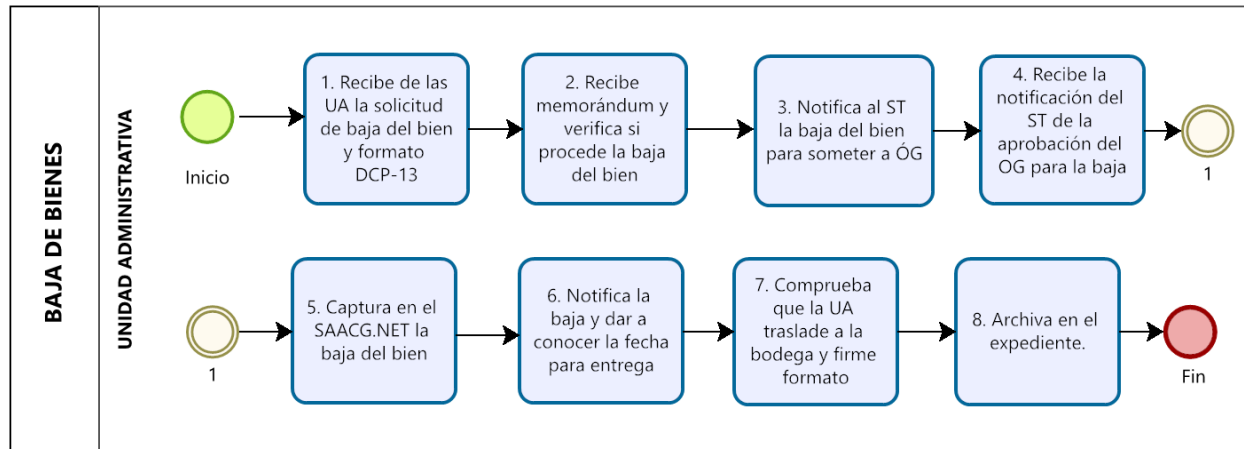 BAJA DE BIENES
UNIDAD ADMINISTRATIVA
Inicio
1. Recibe de las
UA la solicitud
de baja del bien
y formato
DCP-13
2. Recibe
memorándum y
verifica si
procede la baja
del bien
3. Notifica al ST
la baja del bien
para someter a ÓG
4. Recibe la
notificación del
ST de la
aprobación del
OG para la baja
1
1
5. Captura en el
SAACG.NET la
baja del bien
6. Notifica la
baja y dar a
conocer la fecha
para entrega
7. Comprueba
que la UA
traslade a la
bodega y firme
formato
8. Archiva en el
expediente.
Fin